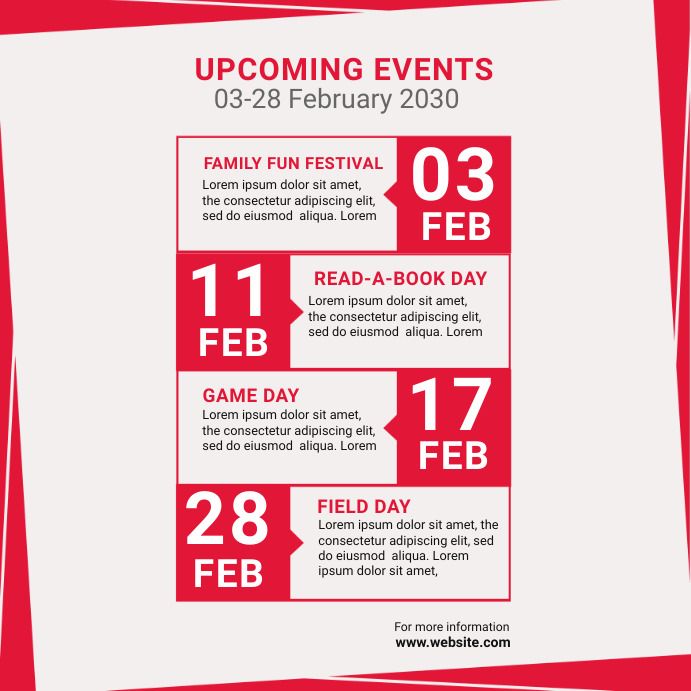 UPCOMING EVENTS
03-28 February 2030
FAMILY FUN FESTIVAL
Lorem ipsum dolor sit amet,
the consectetur adipiscing elit,
sed do eiusmod  aliqua. Lorem
03
FEB
11
FEB
READ-A-BOOK DAY
Lorem ipsum dolor sit amet,
the consectetur adipiscing elit,
sed do eiusmod  aliqua. Lorem
GAME DAY
Lorem ipsum dolor sit amet,
the consectetur adipiscing elit,
sed do eiusmod  aliqua. Lorem
17
FEB
28
FEB
FIELD DAY
Lorem ipsum dolor sit amet, the
consectetur adipiscing elit, sed
do eiusmod  aliqua. Lorem
ipsum dolor sit amet,
For more information
www.website.com